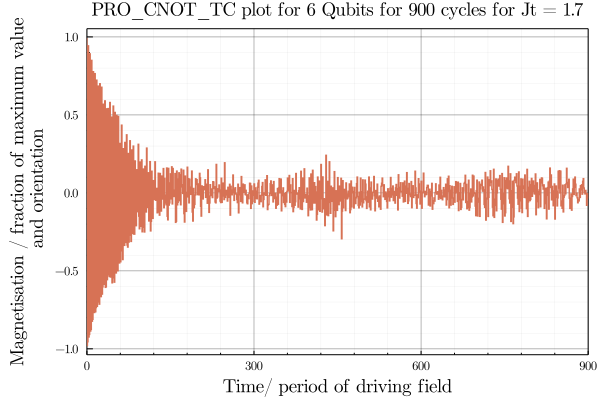 PRO_CNOT_TC plot for 6 Qubits for 900 cycles for Jt = 1.7
Magnetisation / fraction of maximum value
and orientation
1.0
0.5
0.0
−0.5
−1.0
0
300
600
900
Time/ period of driving field